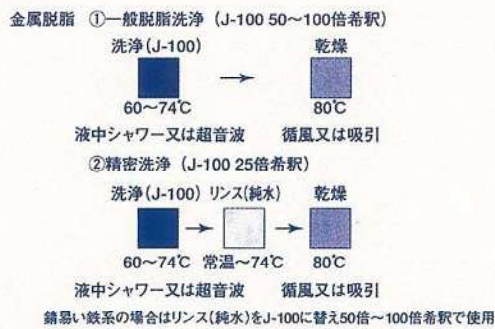 金属脱脂 ①一般脱脂洗浄（J-100 50～100倍希釈）
洗浄(J-100) 乾燥
60～74℃ 80℃
液中シャワー又は超音波 循風又は吸引
②精密洗浄（J-100 25倍希釈）
洗浄(J-100) リンス(純水) 乾燥
60～74℃ 常温～74℃ 80℃
液中シャワー又は超音波 循風又は吸引
錆易い鉄系の場合はリンス(純水)をJ-100に替え50倍～100倍希釈で使用